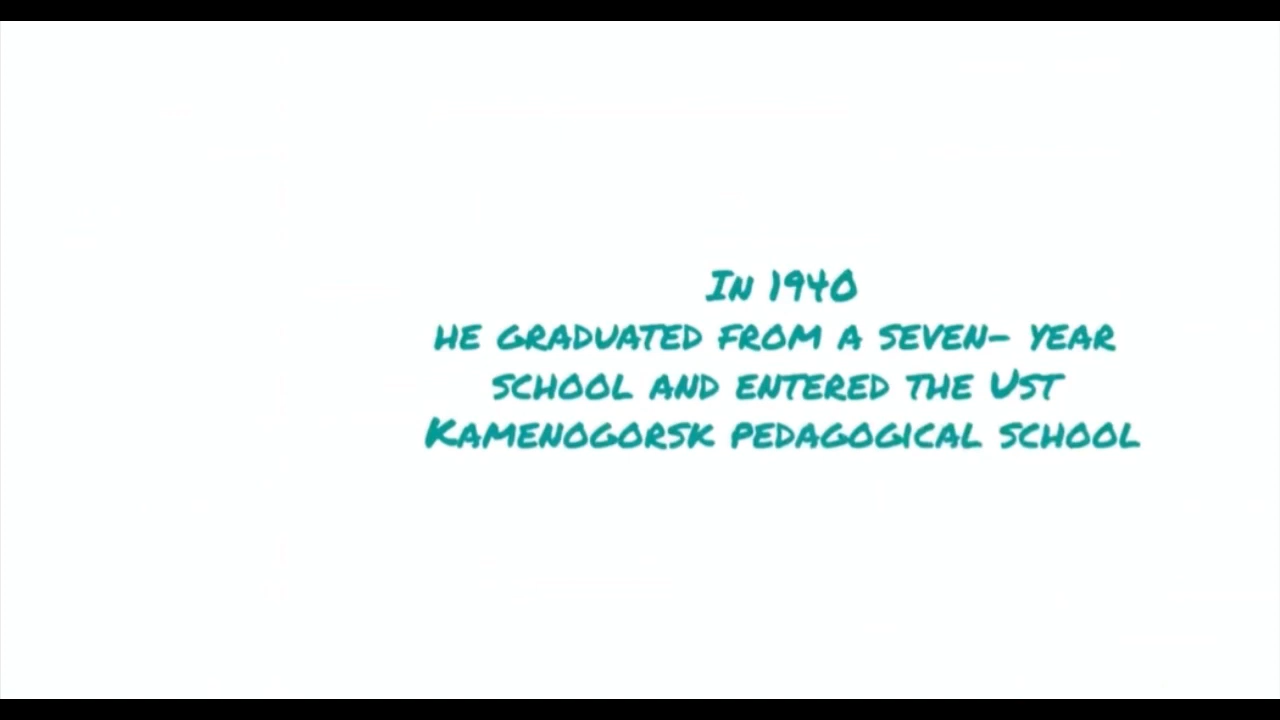 In 1940
he graduated from a seven- year
school and entered the Ust
Kamenogorsk pedagogical school